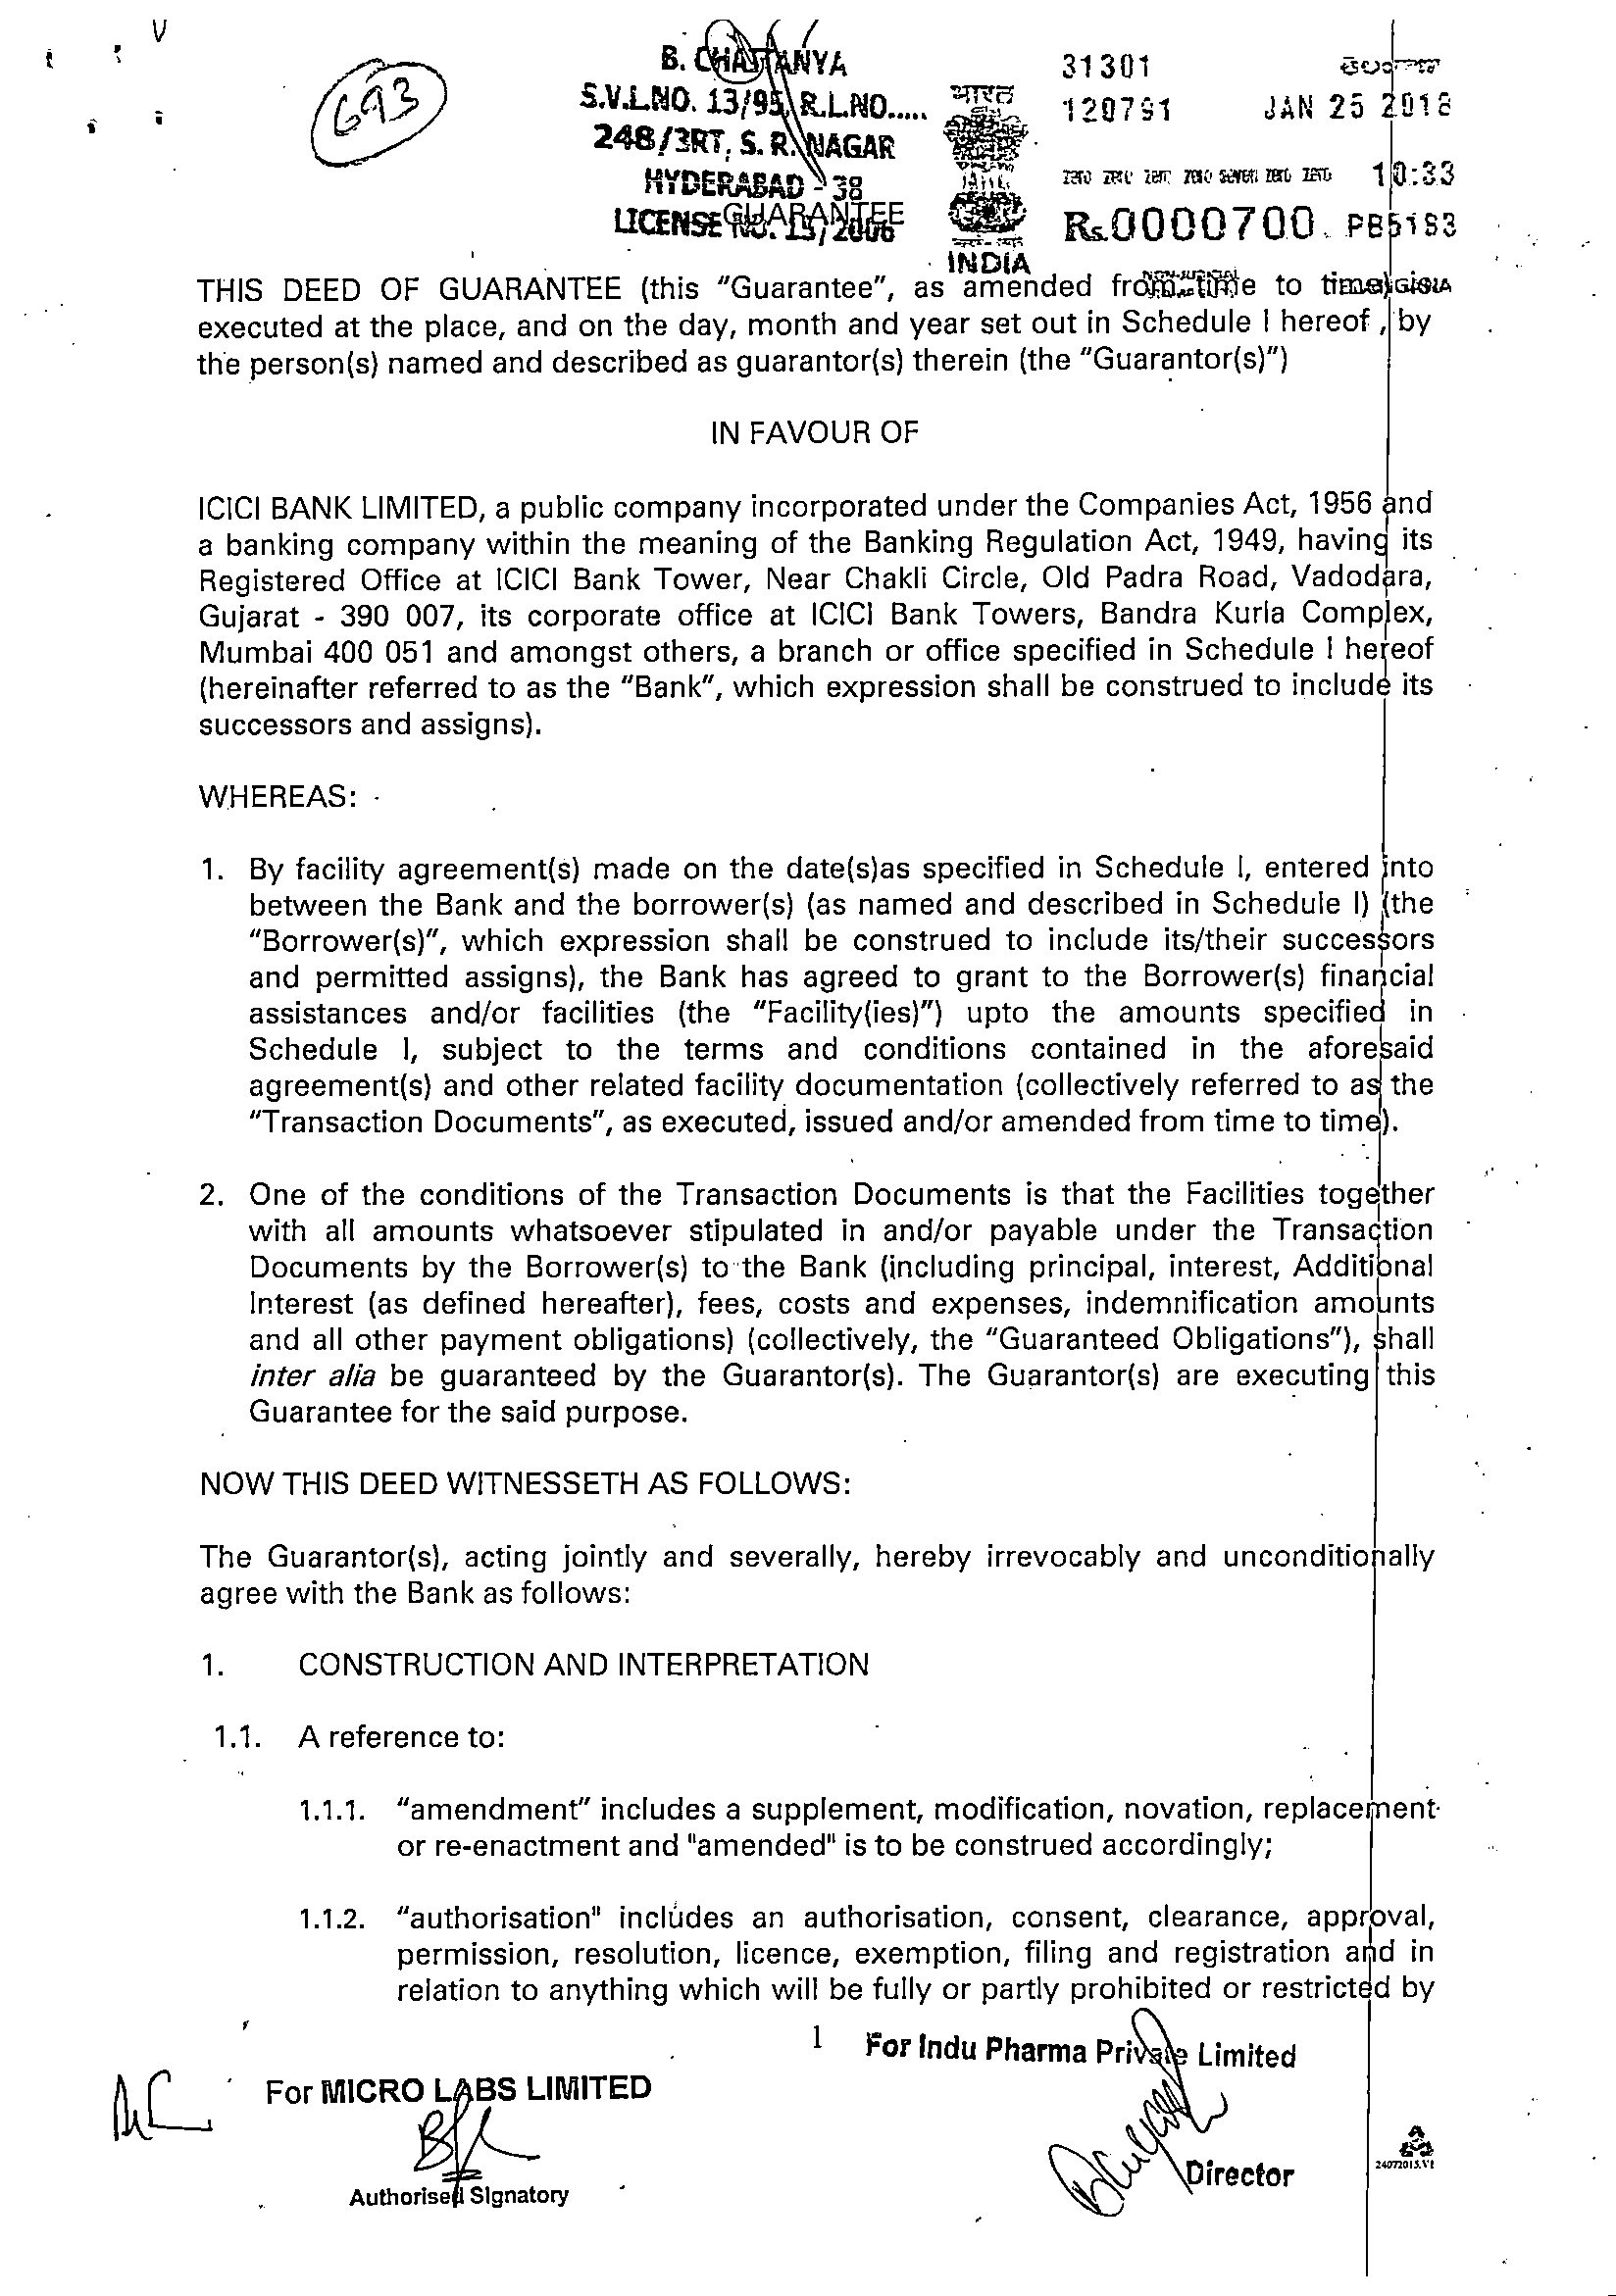 693
B. CHAITANYA
S.V.L.NO. 13/95, R.L.NO.....
248/3RT, S. R. NAGAR
HYDERABAD - 38
LICENSE NO. 15/2006
GUARANTEE
भारत
INDIA
31301
120791 JAN 25 2018
10:33
Rs.0000700 PB5183
THIS DEED OF GUARANTEE (this “Guarantee”, as amended from time to time)
executed at the place, and on the day, month and year set out in Schedule I hereof , by
the person(s) named and described as guarantor(s) therein (the “Guarantor(s)”)
IN FAVOUR OF
ICICI BANK LIMITED, a public company incorporated under the Companies Act, 1956 and
a banking company within the meaning of the Banking Regulation Act, 1949, having its
Registered Office at ICICI Bank Tower, Near Chakli Circle, Old Padra Road, Vadodara,
Gujarat - 390 007, its corporate office at ICICI Bank Towers, Bandra Kurla Complex,
Mumbai 400 051 and amongst others, a branch or office specified in Schedule I hereof
(hereinafter referred to as the “Bank”, which expression shall be construed to include its
successors and assigns).
WHEREAS:
1. By facility agreement(s) made on the date(s)as specified in Schedule I, entered into
between the Bank and the borrower(s) (as named and described in Schedule I) (the
“Borrower(s)”, which expression shall be construed to include its/their successors
and permitted assigns), the Bank has agreed to grant to the Borrower(s) financial
assistances and/or facilities (the “Facility(ies)”) upto the amounts specified in
Schedule I, subject to the terms and conditions contained in the aforesaid
agreement(s) and other related facility documentation (collectively referred to as the
“Transaction Documents”, as executed, issued and/or amended from time to time).
2. One of the conditions of the Transaction Documents is that the Facilities together
with all amounts whatsoever stipulated in and/or payable under the Transaction
Documents by the Borrower(s) to the Bank (including principal, interest, Additional
Interest (as defined hereafter), fees, costs and expenses, indemnification amounts
and all other payment obligations) (collectively, the “Guaranteed Obligations”), shall
inter alia be guaranteed by the Guarantor(s). The Guarantor(s) are executing this
Guarantee for the said purpose.
NOW THIS DEED WITNESSETH AS FOLLOWS:
The Guarantor(s), acting jointly and severally, hereby irrevocably and unconditionally
agree with the Bank as follows:
1. CONSTRUCTION AND INTERPRETATION
1.1. A reference to:
1.1.1. “amendment” includes a supplement, modification, novation, replacement
or re-enactment and "amended" is to be construed accordingly;
1.1.2. “authorisation" includes an authorisation, consent, clearance, approval,
permission, resolution, licence, exemption, filing and registration and in
relation to anything which will be fully or partly prohibited or restricted by
1
For Indu Pharma Private Limited
Director
For MICRO LABS LIMITED
Authorised Signatory
24072015.V1